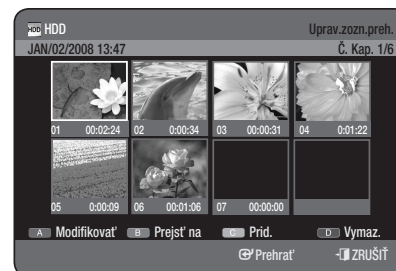 HDD HDD Uprav.zozn.preh.
JAN/02/2008 13:47 Č. Kap. 1/6
01 00:02:24 02 0:00:34 03 00:00:31 04 0:01:22
05 0:00:09 06 00:01:06 07 00:00:00
A Modifikovať B Prejsť na C Prid. D Vymaz.
Prehrať ZRUŠIŤ